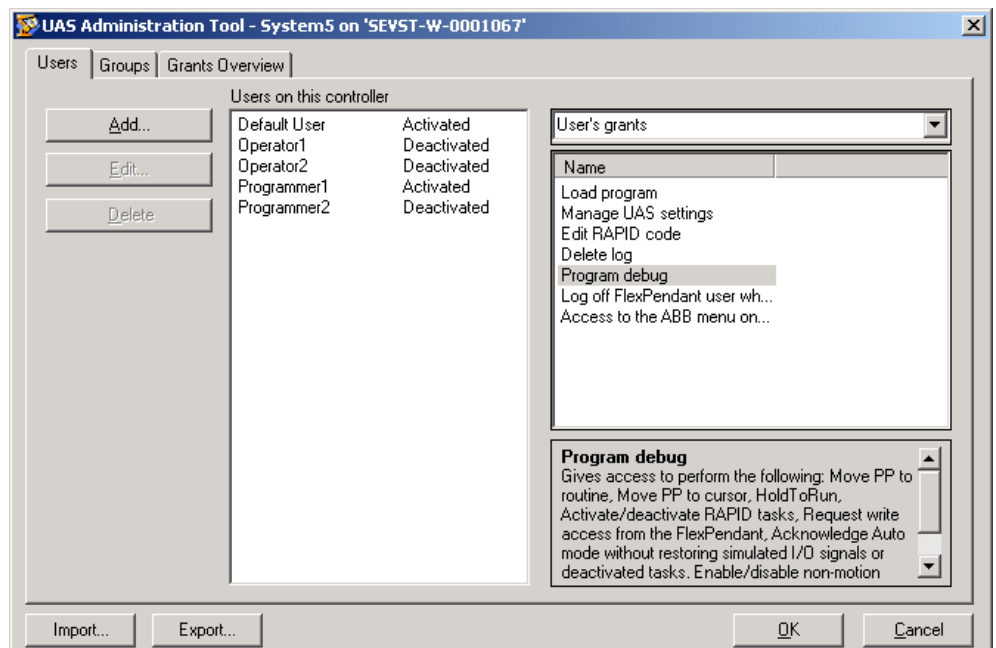 UAS Administration Tool - System5 on 'SEVST-W-0001067'
Users Groups Grants Overview
Users on this controller
Add...
Edit...
Delete
Default User Activated
Operator1 Deactivated
Operator2 Deactivated
Programmer1 Activated
Programmer2 Deactivated
User's grants
Name
Load program
Manage UAS settings
Edit RAPID code
Delete log
Program debug
Log off FlexPendant user wh...
Access to the ABB menu on...
Program debug
Gives access to perform the following: Move PP to
routine, Move PP to cursor, HoldToRun,
Activate/deactivate RAPID tasks, Request write
access from the FlexPendant, Acknowledge Auto
mode without restoring simulated I/O signals or
deactivated tasks. Enable/disable non-motion
Import... Export... OK Cancel